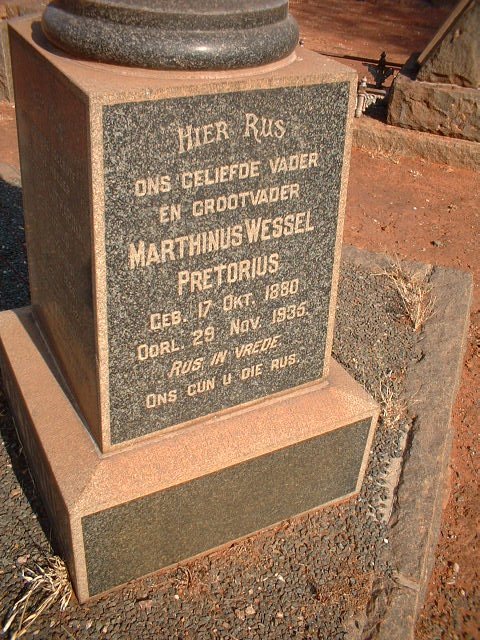 HIER RUS
ONS GELIEFDE VADER
EN GROOTVADER
MARTHINUS WESSEL
PRETORIUS
GEB. 17 OKT. 1880
OORL. 29 NOV. 1935.
RUS IN VREDE
ONS GUN U DIE RUS.